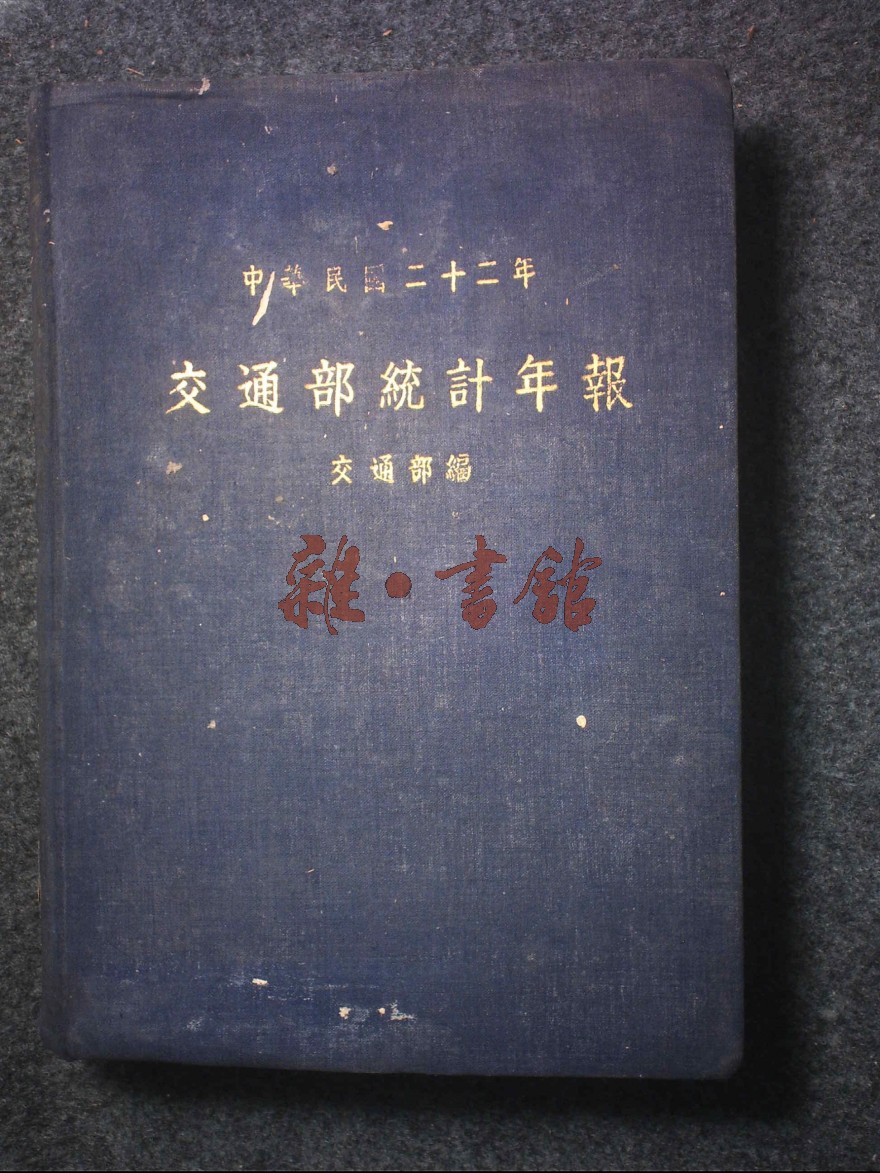 中華民國二十二年
交通部統計年報
交通部編
雜·書館